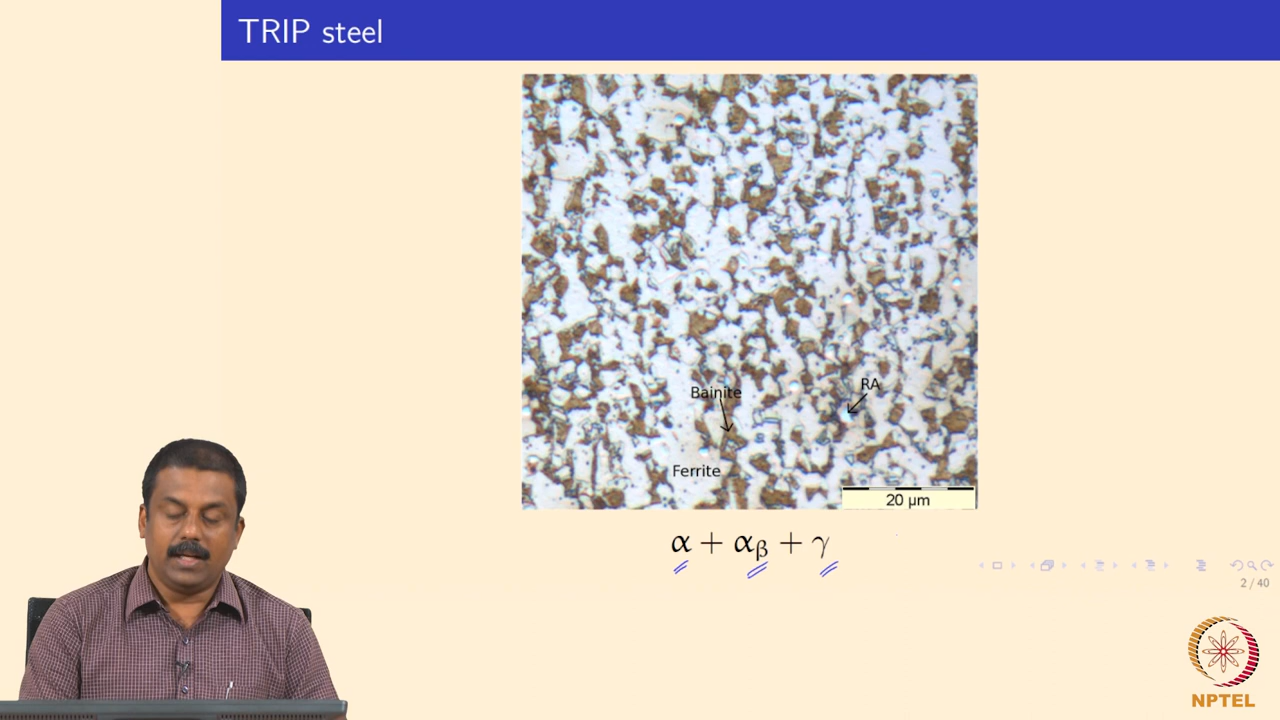 TRIP steel
Bainite
RA
Ferrite
20 µm
α + α_β + γ
2 / 40
NPTEL